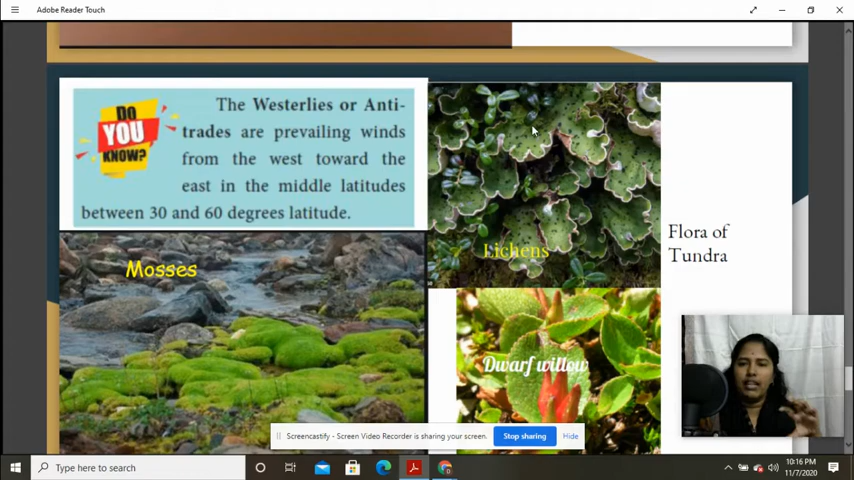 Adobe Reader Touch
DO
YOU
KNOW?
The Westerlies or Anti-
trades are prevailing winds
from the west toward the
east in the middle latitudes
between 30 and 60 degrees latitude.
Lichens
Flora of
Tundra
Mosses
Dwarf willow
Screencastify - Screen Video Recorder is sharing your screen.
Stop sharing
Hide
Type here to search
10:16 PM
11/7/2020